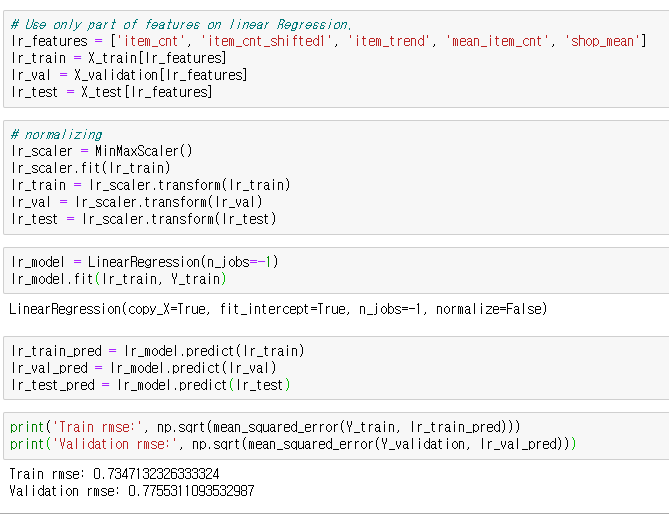 # Use only part of features on linear Regression.
lr_features = ['item_cnt', 'item_cnt_shifted1', 'item_trend', 'mean_item_cnt', 'shop_mean']
lr_train = X_train[lr_features]
lr_val = X_validation[lr_features]
lr_test = X_test[lr_features]
# normalizing
lr_scaler = MinMaxScaler()
lr_scaler.fit(lr_train)
lr_train = lr_scaler.transform(lr_train)
lr_val = lr_scaler.transform(lr_val)
lr_test = lr_scaler.transform(lr_test)
lr_model = LinearRegression(n_jobs=-1)
lr_model.fit(lr_train, Y_train)
LinearRegression(copy_X=True, fit_intercept=True, n_jobs=-1, normalize=False)
lr_train_pred = lr_model.predict(lr_train)
lr_val_pred = lr_model.predict(lr_val)
lr_test_pred = lr_model.predict(lr_test)
print('Train rmse:', np.sqrt(mean_squared_error(Y_train, lr_train_pred)))
print('Validation rmse:', np.sqrt(mean_squared_error(Y_validation, lr_val_pred)))
Train rmse: 0.7347132326333324
Validation rmse: 0.7755311093532987